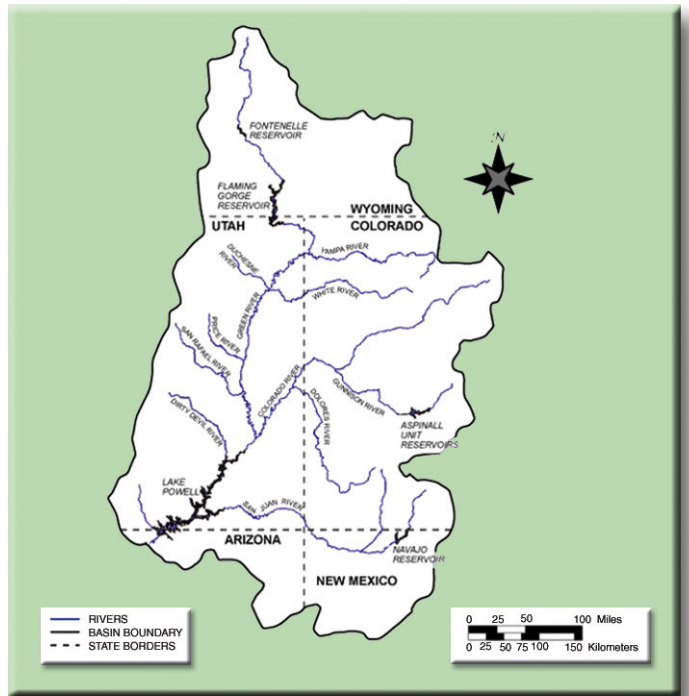 FONTENELLE
RESERVOIR
N
FLAMING
GORGE
RESERVOIR
WYOMING
UTAH
COLORADO
DUCHESNE
RIVER
YAMPA RIVER
WHITE RIVER
GREEN RIVER
PRICE RIVER
SAN RAFAEL RIVER
COLORADO RIVER
GUNNISON RIVER
DOLORES RIVER
DIRTY DEVIL RIVER
ASPINALL
UNIT
RESERVOIRS
LAKE
POWELL
SAN JUAN RIVER
ARIZONA
NAVAJO
RESERVOIR
NEW MEXICO
RIVERS
BASIN BOUNDARY
STATE BORDERS
0 25 50 100 Miles
0 25 50 75 100 150 Kilometers